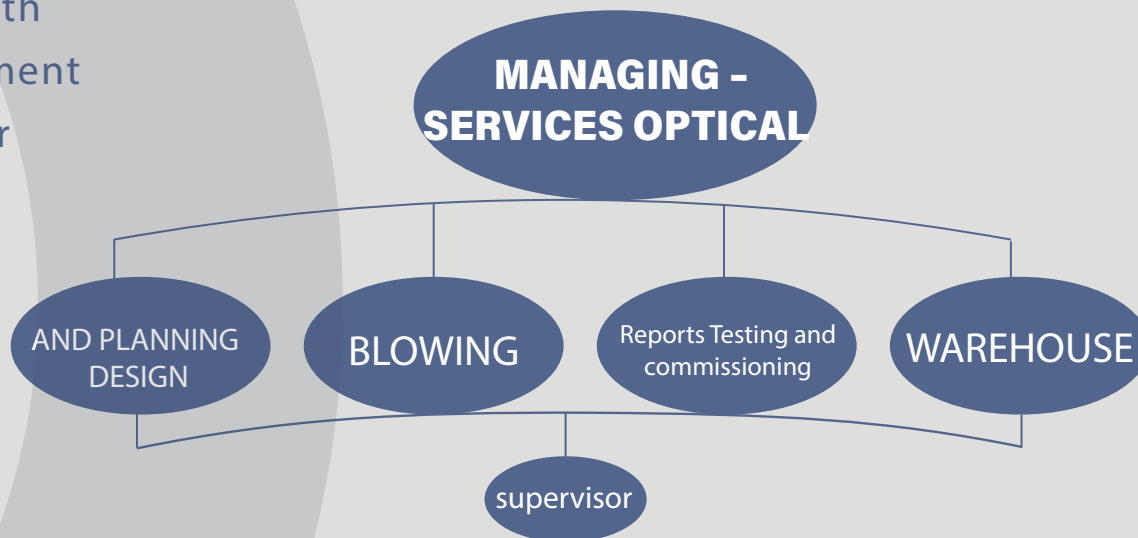 th
nent
r
MANAGING –
SERVICES OPTICAL
AND PLANNING
DESIGN
BLOWING
Reports Testing and
commissioning
WAREHOUSE
supervisor